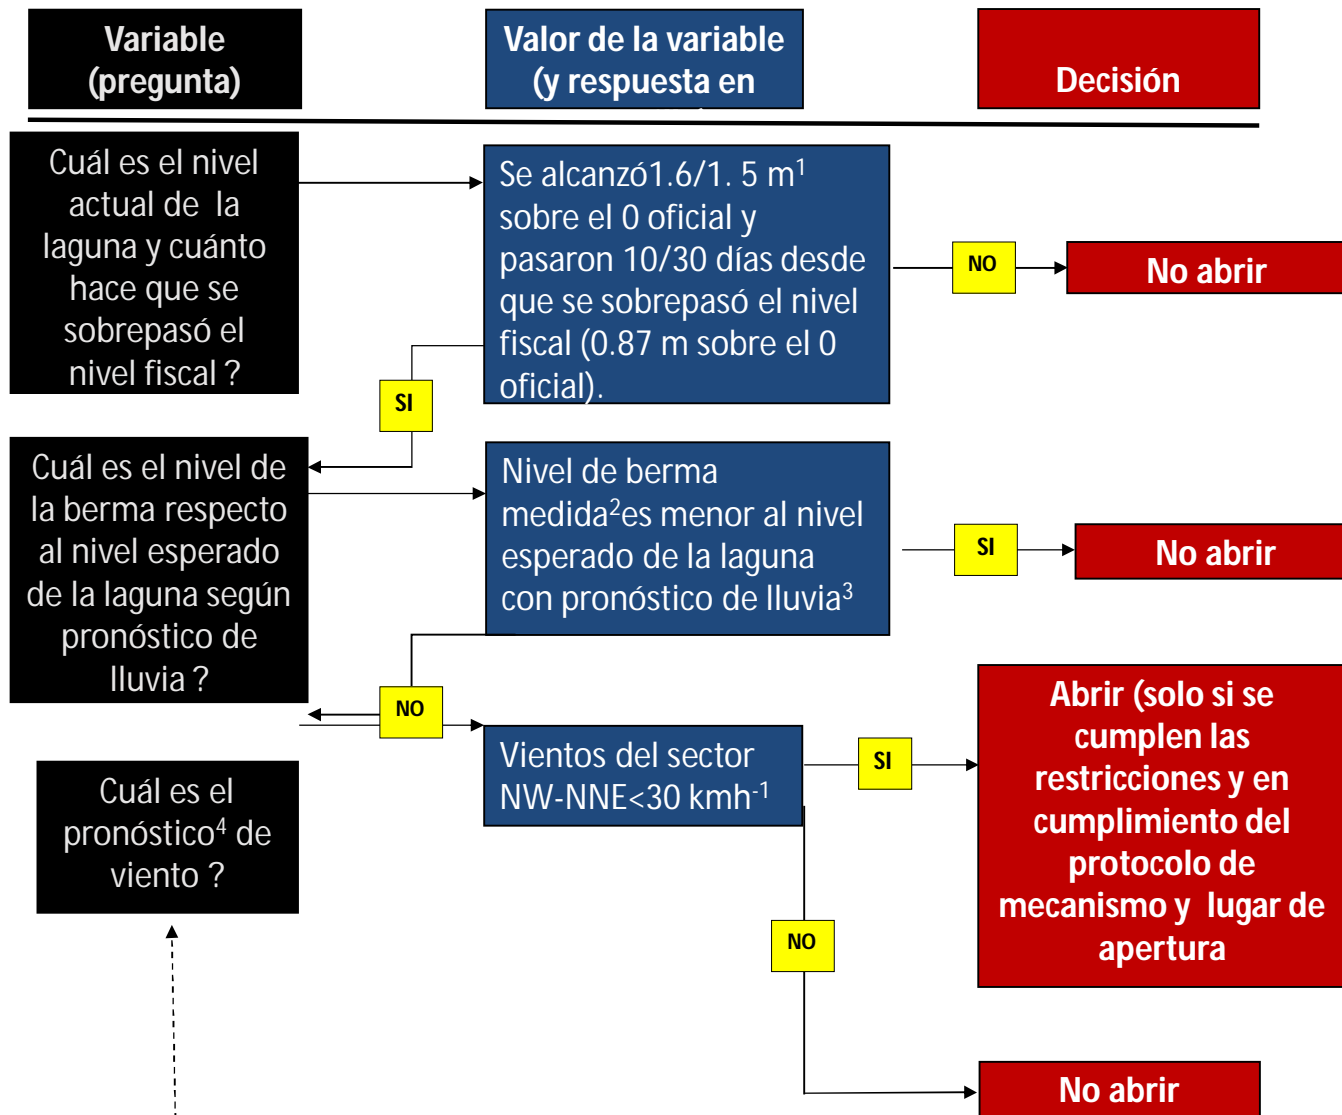 Variable
(pregunta)
Valor de la variable
(y respuesta en
Decisión
Cuál es el nivel
actual de la
laguna y cuánto
hace que se
sobrepasó el
nivel fiscal ?
Se alcanzó1.6/1. 5 m¹
sobre el 0 oficial y
pasaron 10/30 días desde
que se sobrepasó el nivel
fiscal (0.87 m sobre el 0
oficial).
NO
No abrir
SI
Cuál es el nivel de
la berma respecto
al nivel esperado
de la laguna según
pronóstico de
lluvia ?
Nivel de berma
medida²es menor al nivel
esperado de la laguna
con pronóstico de lluvia³
SI
No abrir
NO
Cuál es el
pronóstico⁴ de
viento ?
Vientos del sector
NW-NNE<30 kmh⁻¹
SI
Abrir (solo si se
cumplen las
restricciones y en
cumplimiento del
protocolo de
mecanismo y lugar de
apertura
NO
No abrir